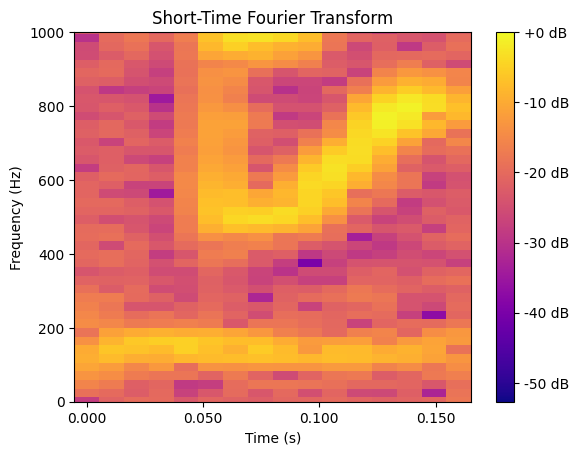 Short-Time Fourier Transform
1000
800
600
400
200
0
Frequency (Hz)
0.000
0.050
0.100
0.150
Time (s)
+0 dB
-10 dB
-20 dB
-30 dB
-40 dB
-50 dB